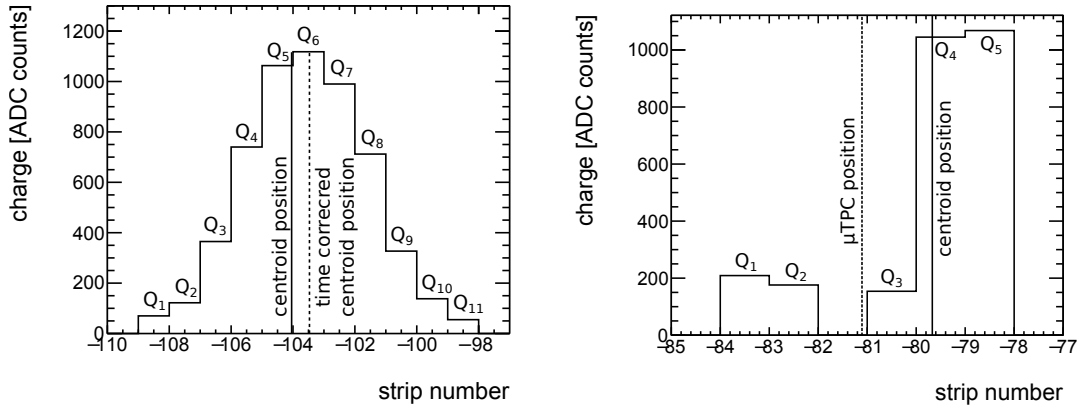 charge [ADC counts]
1200
1000
800
600
400
200
0
Q1
Q2
Q3
Q4
Q5
Q6
Q7
Q8
Q9
Q10
Q11
centroid position
time correcred
centroid position
−110
−108
−106
−104
−102
−100
−98
strip number
charge [ADC counts]
1000
800
600
400
200
0
Q1
Q2
Q3
Q4
Q5
μTPC position
centroid position
−85
−84
−83
−82
−81
−80
−79
−78
−77
strip number